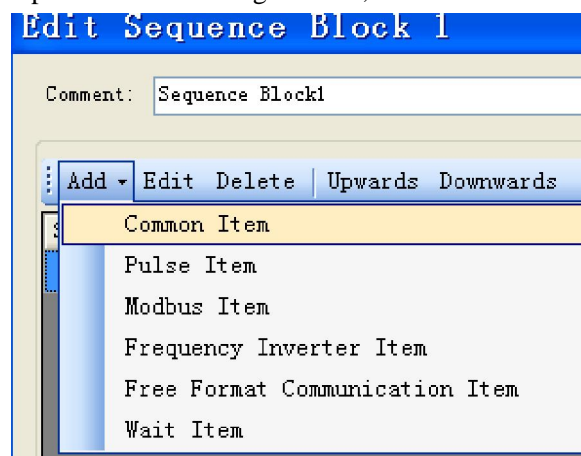 Edit Sequence Block 1
Comment: Sequence Block1
Add Edit Delete Upwards Downwards
Common Item
Pulse Item
Modbus Item
Frequency Inverter Item
Free Format Communication Item
Wait Item